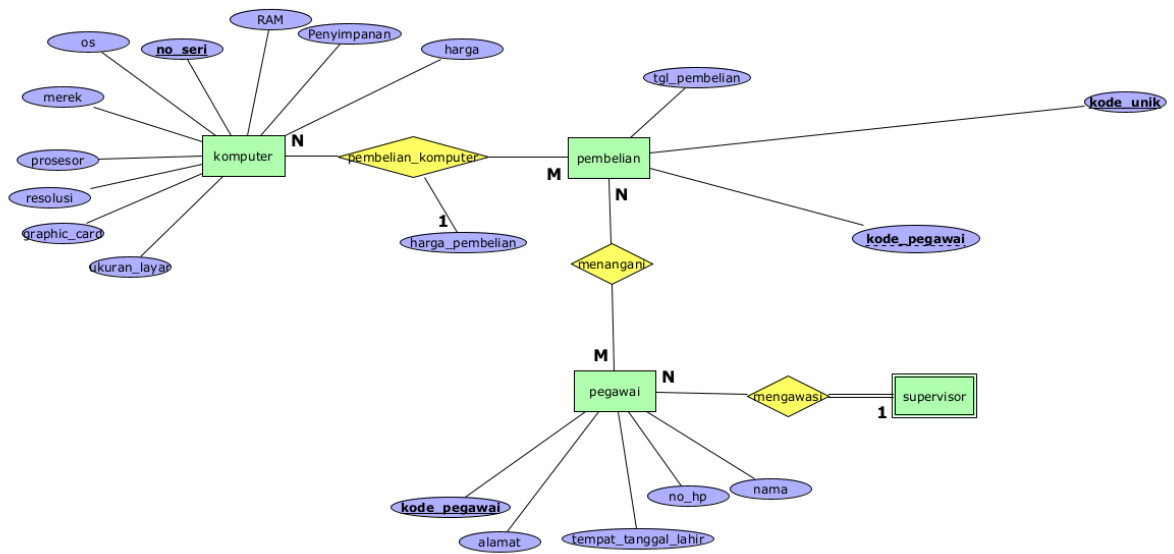 RAM
Penyimpanan
os
no_seri
harga
merek
tgl_pembelian
kode_unik
N
komputer
pembelian_komputer
pembelian
prosesor
M
N
resolusi
1
graphic_card
harga_pembelian
kode_pegawai
ukuran_layar
menangani
M
N
pegawai
mengawasi
supervisor
1
nama
no_hp
kode_pegawai
alamat
tempat_tanggal_lahir